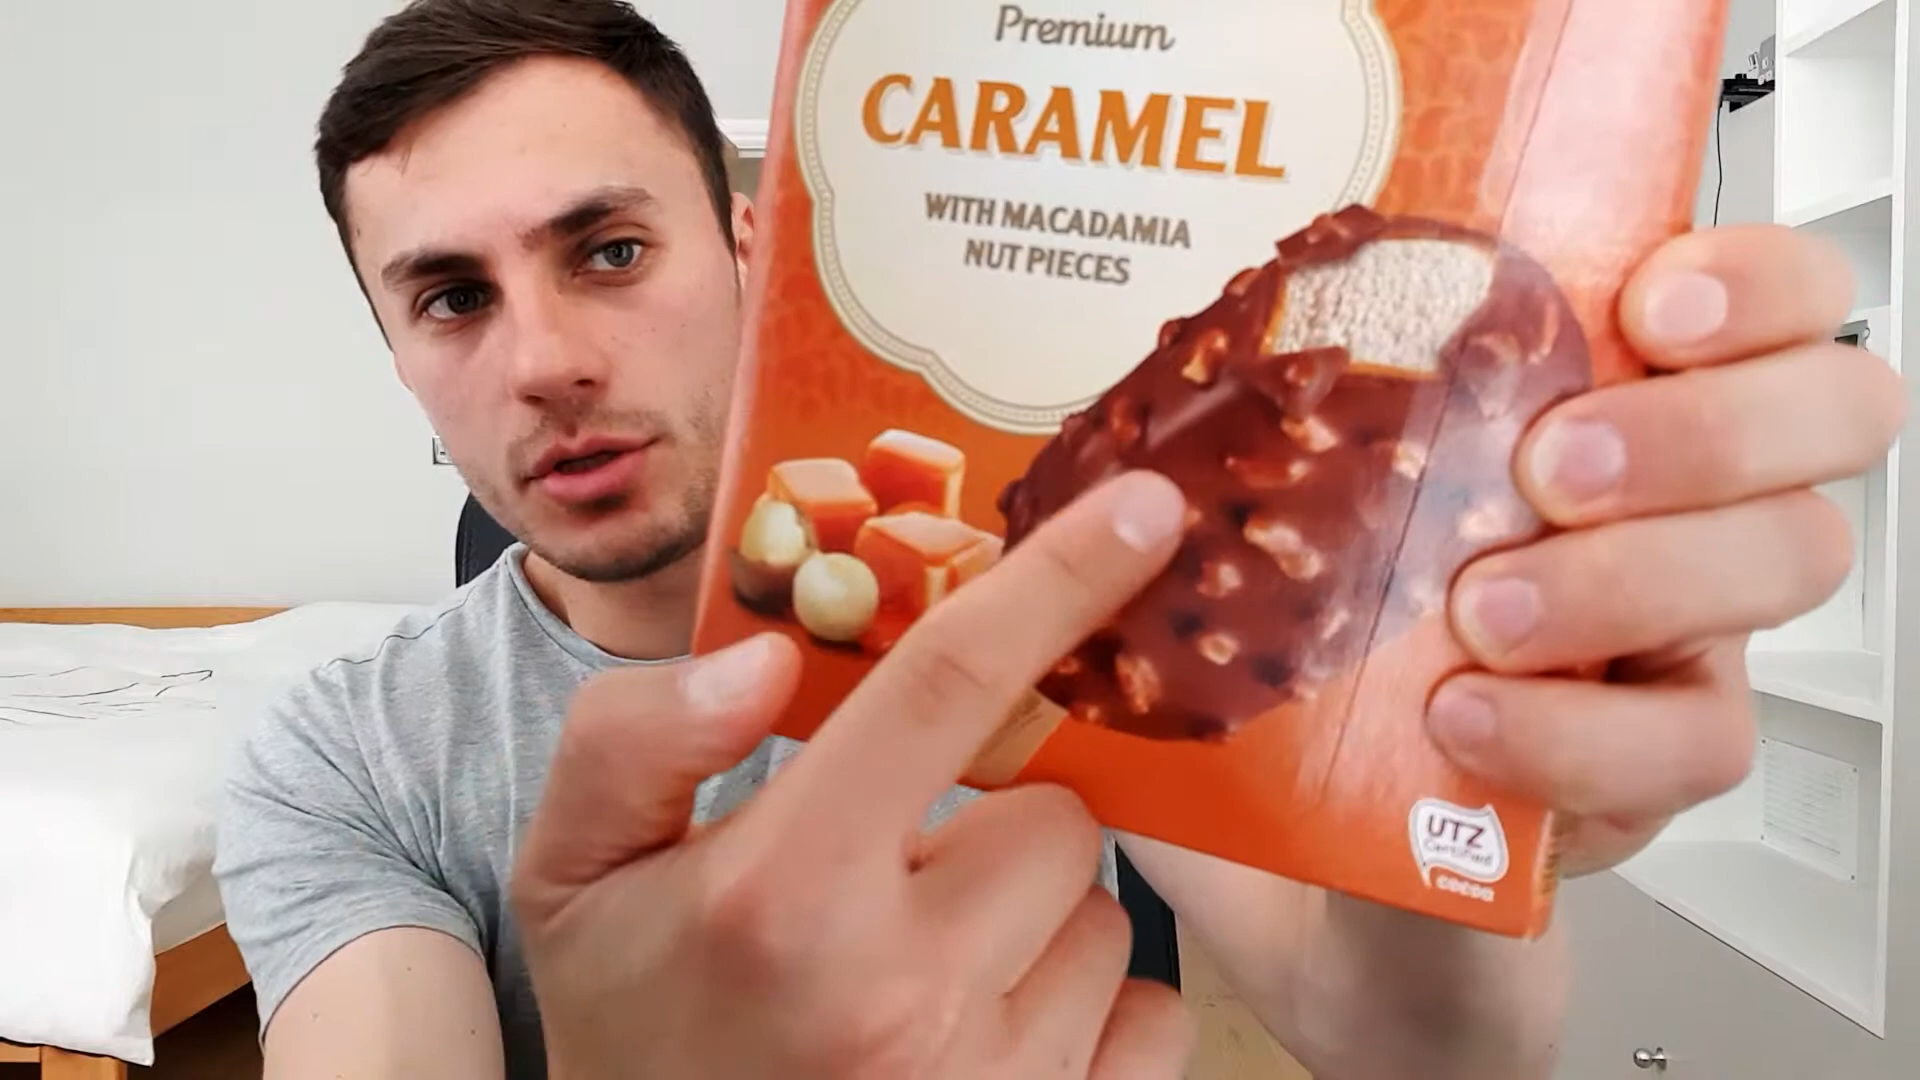 Premium
CARAMEL
WITH MACADAMIA
NUT PIECES
UTZ
Certified
cocoa